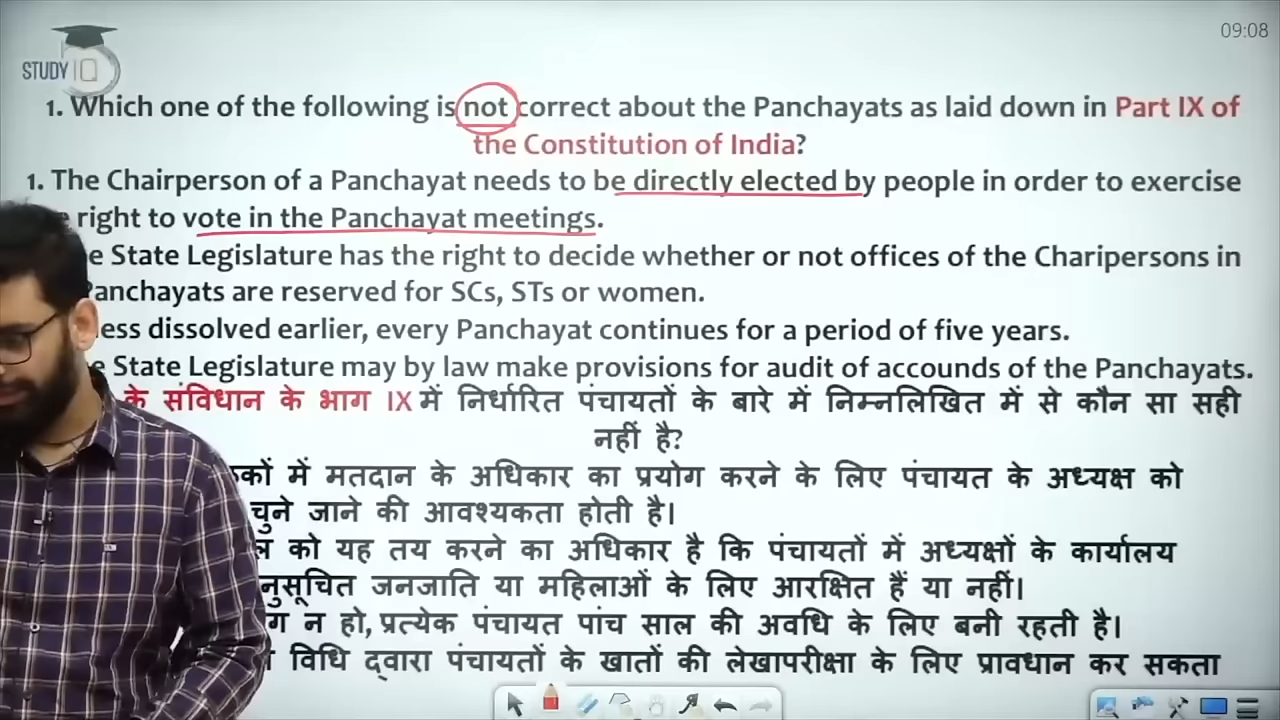 09:08
STUDY IQ
1. Which one of the following is not correct about the Panchayats as laid down in Part IX of
the Constitution of India?
1. The Chairperson of a Panchayat needs to be directly elected by people in order to exercise
right to vote in the Panchayat meetings.
State Legislature has the right to decide whether or not offices of the Charipersons in
Panchayats are reserved for SCs, STs or women.
dissolved earlier, every Panchayat continues for a period of five years.
State Legislature may by law make provisions for audit of accounts of the Panchayats.
के संविधान के भाग IX में निर्धारित पंचायतों के बारे में निम्नलिखित में से कौन सा सही
नहीं है?
में मतदान के अधिकार का प्रयोग करने के लिए पंचायत के अध्यक्ष को
चुने जाने की आवश्यकता होती है।
को यह तय करने का अधिकार है कि पंचायतों में अध्यक्षों के कार्यालय
जनजाति या महिलाओं के लिए आरक्षित हैं या नहीं।
न हो, प्रत्येक पंचायत पांच साल की अवधि के लिए बनी रहती है।
विधि द्वारा पंचायतों के खातों की लेखापरीक्षा के लिए प्रावधान कर सकता